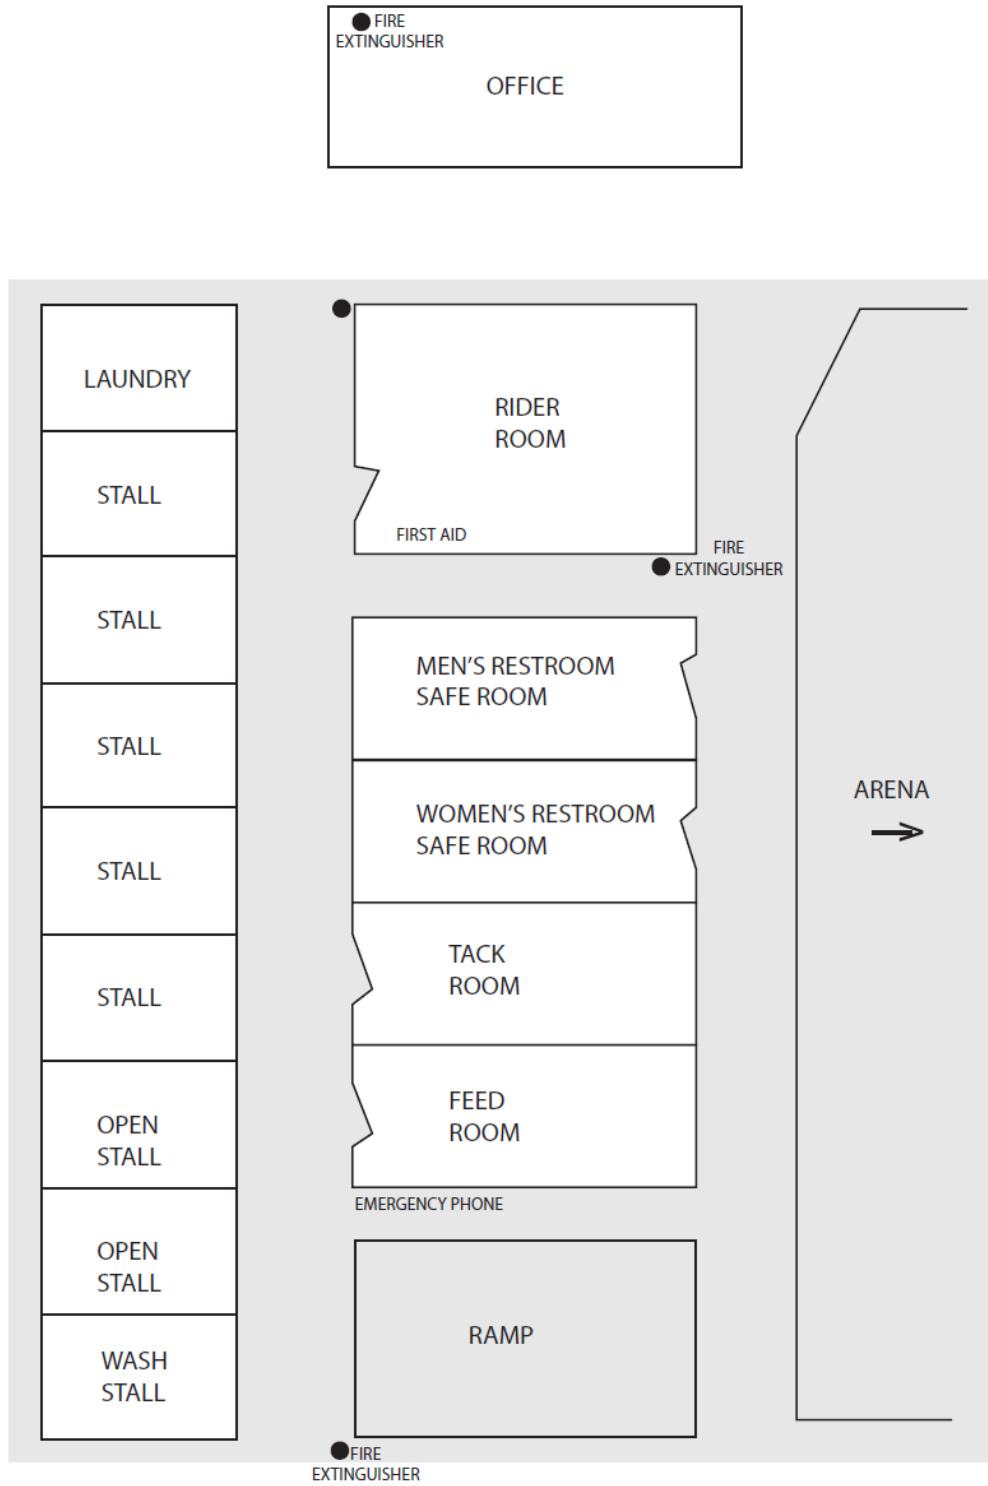 FIRE
EXTINGUISHER
OFFICE
LAUNDRY
STALL
STALL
STALL
STALL
STALL
OPEN
STALL
OPEN
STALL
WASH
STALL
RIDER
ROOM
FIRST AID
FIRE
EXTINGUISHER
MEN'S RESTROOM
SAFE ROOM
WOMEN'S RESTROOM
SAFE ROOM
TACK
ROOM
FEED
ROOM
EMERGENCY PHONE
RAMP
FIRE
EXTINGUISHER
ARENA